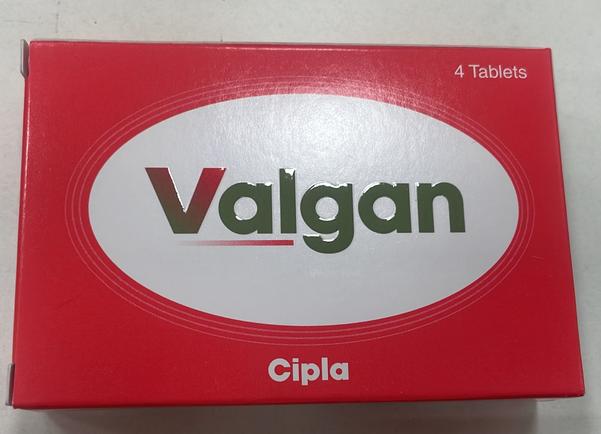 4 Tablets
Valgan
Cipla